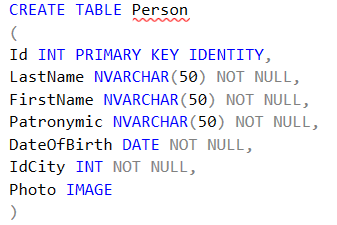 CREATE TABLE Person
(
Id INT PRIMARY KEY IDENTITY,
LastName NVARCHAR(50) NOT NULL,
FirstName NVARCHAR(50) NOT NULL,
Patronymic NVARCHAR(50) NOT NULL,
DateOfBirth DATE NOT NULL,
IdCity INT NOT NULL,
Photo IMAGE
)